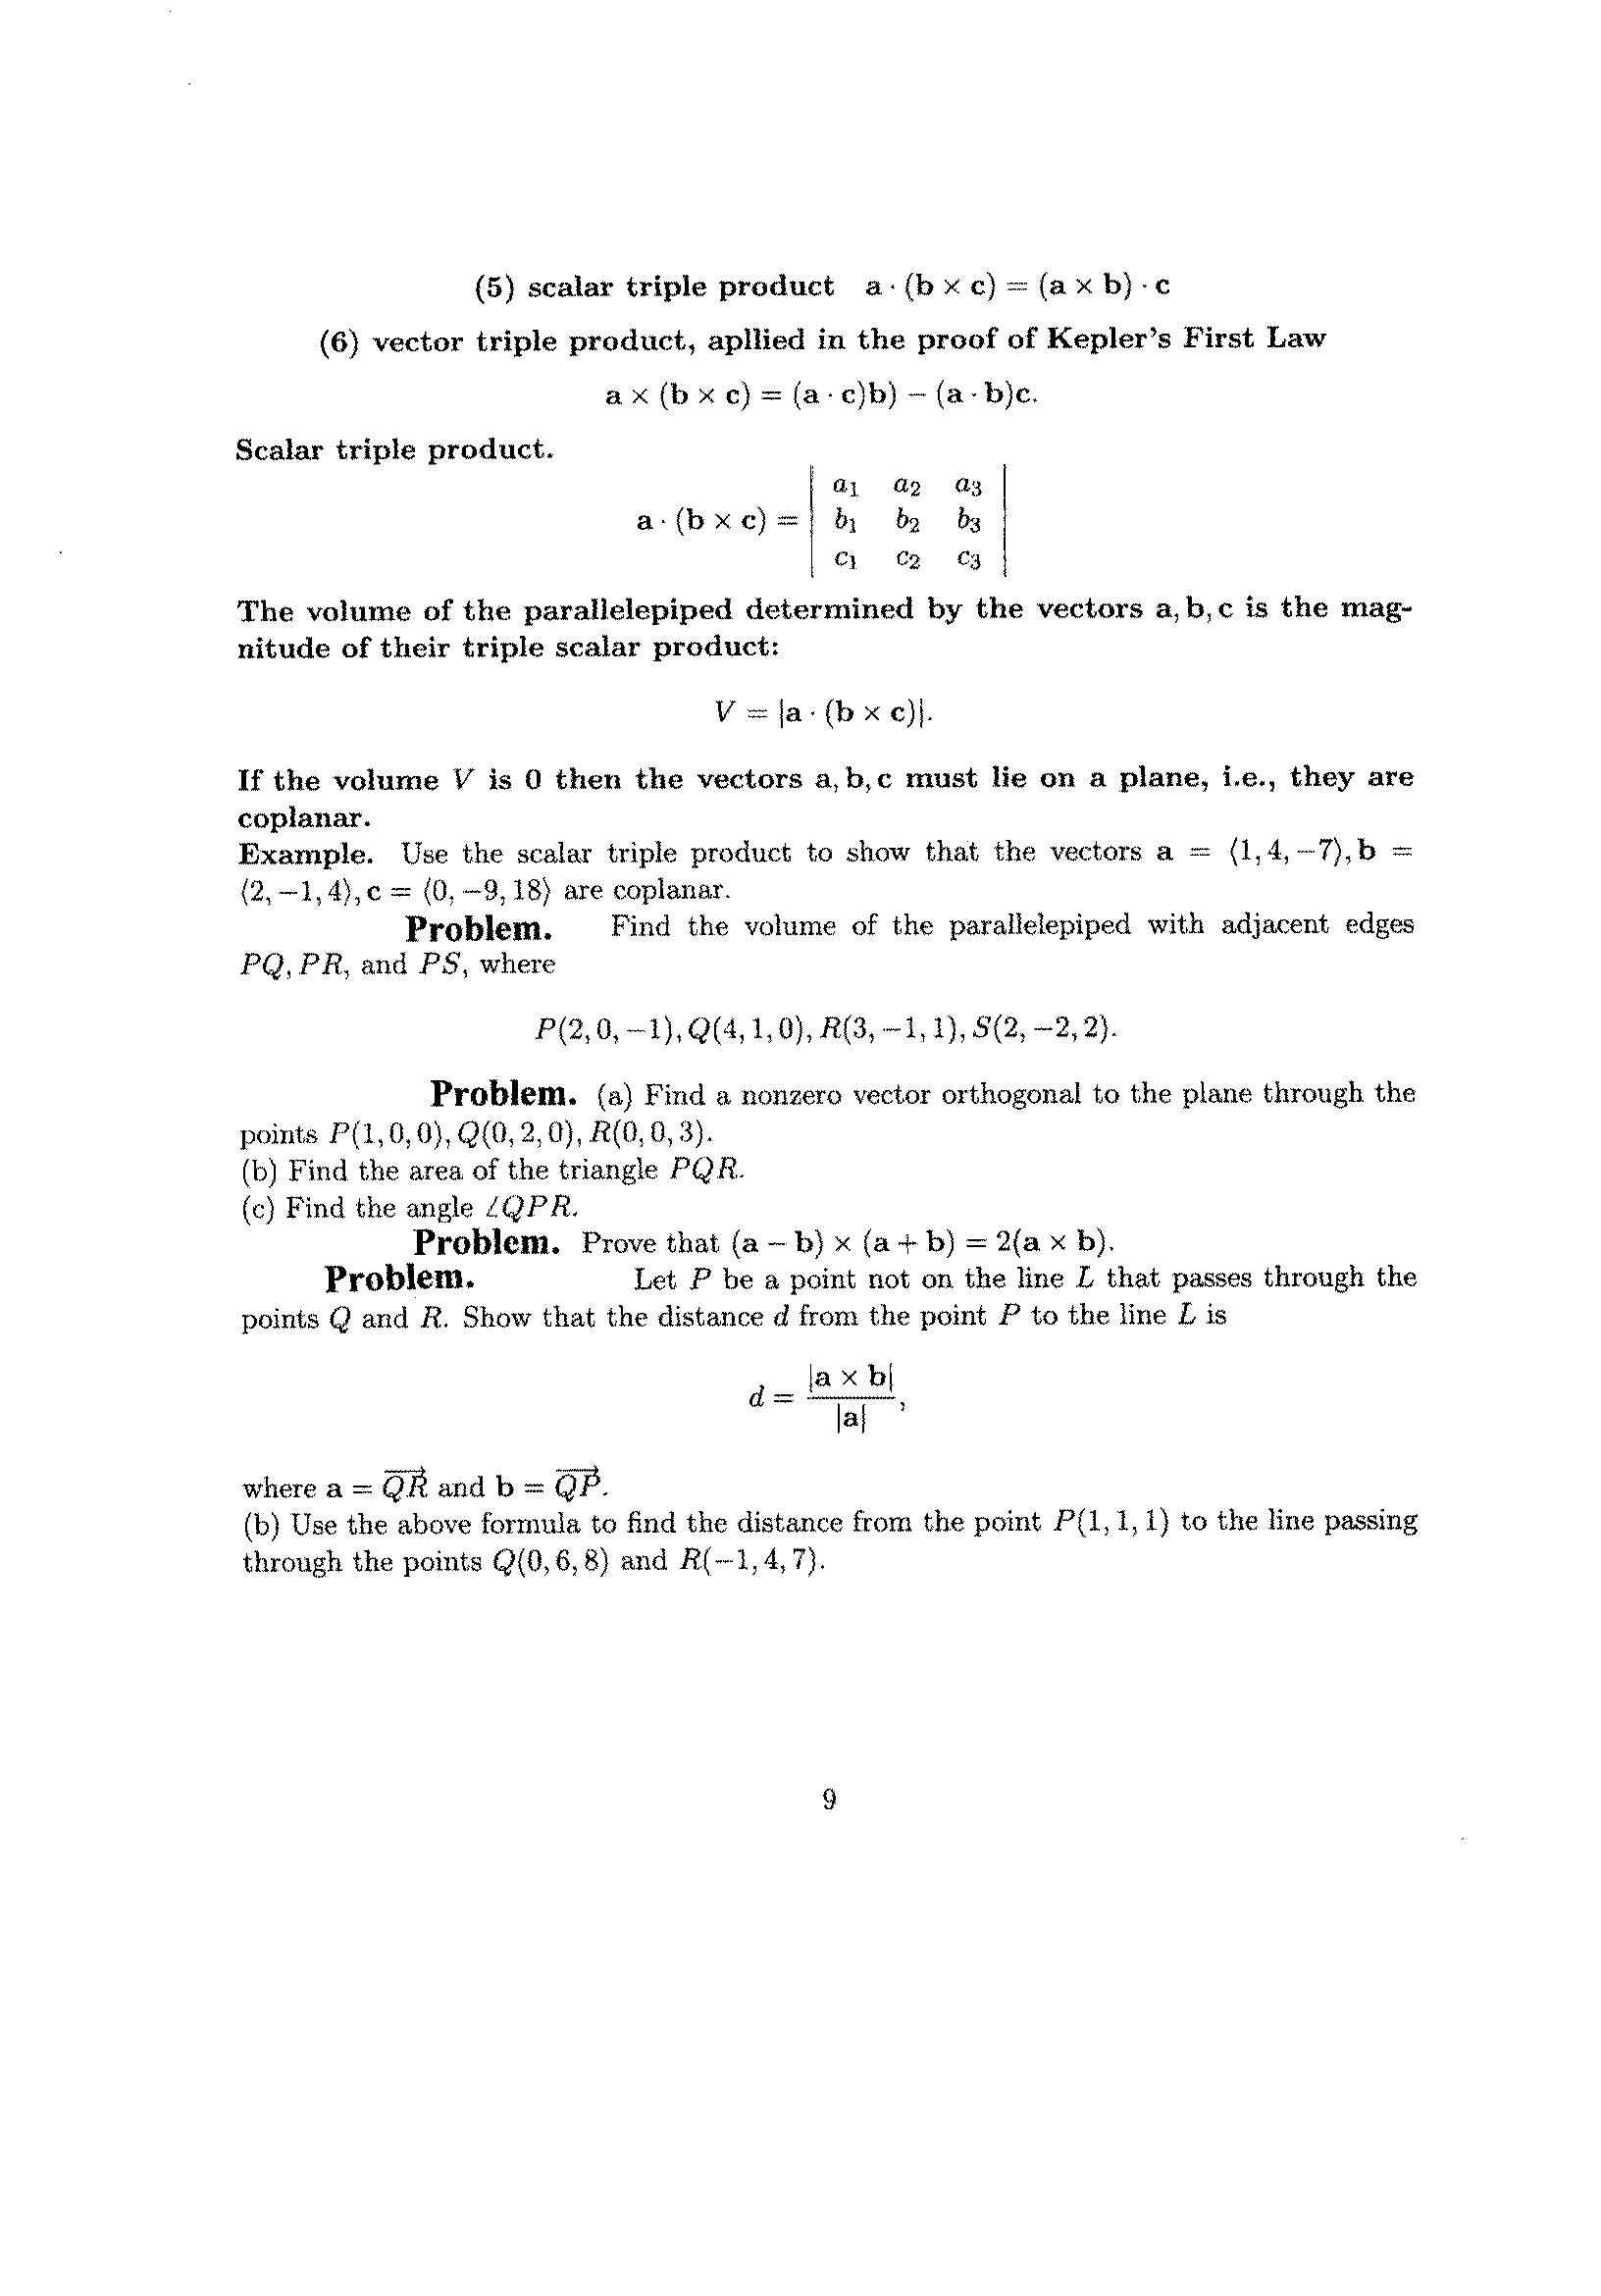 (5) scalar triple product a · (b × c) = (a × b) · c
(6) vector triple product, apllied in the proof of Kepler's First Law
a × (b × c) = (a · c)b) − (a · b)c.
Scalar triple product.
a · (b × c) = | a₁ a₂ a₃ |
| b₁ b₂ b₃ |
| c₁ c₂ c₃ |
The volume of the parallelepiped determined by the vectors a, b, c is the mag-
nitude of their triple scalar product:
V = |a · (b × c)|.
If the volume V is 0 then the vectors a, b, c must lie on a plane, i.e., they are
coplanar.
Example. Use the scalar triple product to show that the vectors a = ⟨1, 4, −7⟩, b =
⟨2, −1, 4⟩, c = ⟨0, −9, 18⟩ are coplanar.
Problem. Find the volume of the parallelepiped with adjacent edges
PQ, PR, and PS, where
P(2, 0, −1), Q(4, 1, 0), R(3, −1, 1), S(2, −2, 2).
Problem. (a) Find a nonzero vector orthogonal to the plane through the
points P(1, 0, 0), Q(0, 2, 0), R(0, 0, 3).
(b) Find the area of the triangle PQR.
(c) Find the angle ∠QPR.
Problem. Prove that (a − b) × (a + b) = 2(a × b).
Problem. Let P be a point not on the line L that passes through the
points Q and R. Show that the distance d from the point P to the line L is
d = |a × b| / |a|,
where a = QR⃗ and b = QP⃗.
(b) Use the above formula to find the distance from the point P(1, 1, 1) to the line passing
through the points Q(0, 6, 8) and R(−1, 4, 7).
9